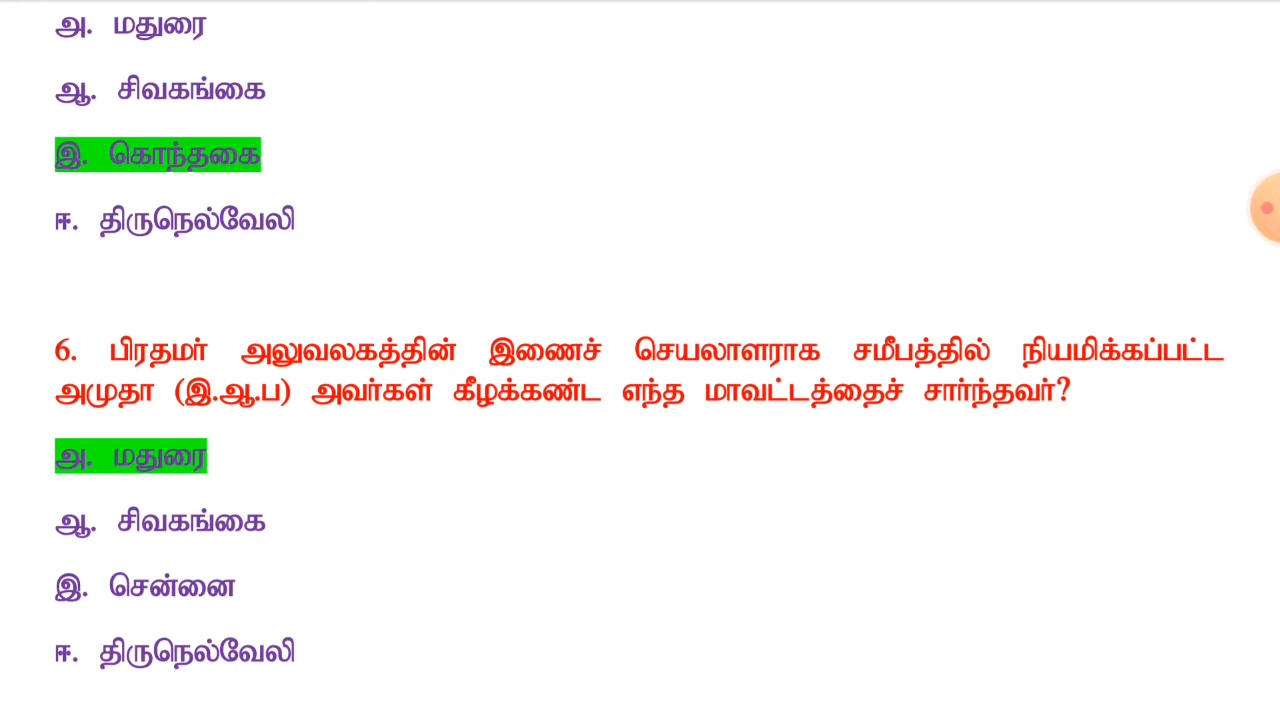 அ. மதுரை
ஆ. சிவகங்கை
இ. கொந்தகை
ஈ. திருநெல்வேலி
6. பிரதமர் அலுவலகத்தின் இணைச் செயலாளராக சமீபத்தில் நியமிக்கப்பட்ட
அமுதா (இ.ஆ.ப) அவர்கள் கீழக்கண்ட எந்த மாவட்டத்தைச் சார்ந்தவர்?
அ. மதுரை
ஆ. சிவகங்கை
இ. சென்னை
ஈ. திருநெல்வேலி